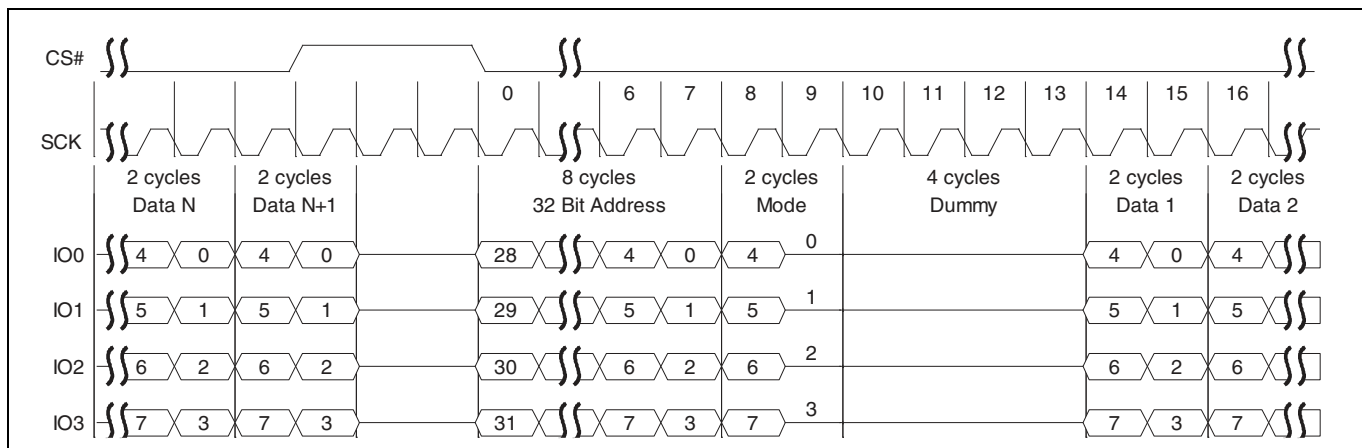 CS#
0 6 7 8 9 10 11 12 13 14 15 16
SCK
2 cycles 2 cycles 8 cycles 2 cycles 4 cycles 2 cycles 2 cycles
Data N Data N+1 32 Bit Address Mode Dummy Data 1 Data 2
IO0 4 0 4 0 28 4 0 4 0 4 0 4
IO1 5 1 5 1 29 5 1 5 1 5 1 5
IO2 6 2 6 2 30 6 2 6 2 6 2 6
IO3 7 3 7 3 31 7 3 7 3 7 3 7